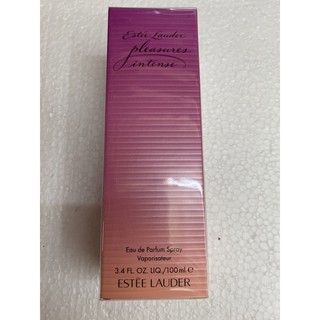 Estée Lauder
pleasures
intense
Eau de Parfum Spray
Vaporisateur
3.4 FL. OZ. LIQ./100 ml ℮
ESTĒE LAUDER